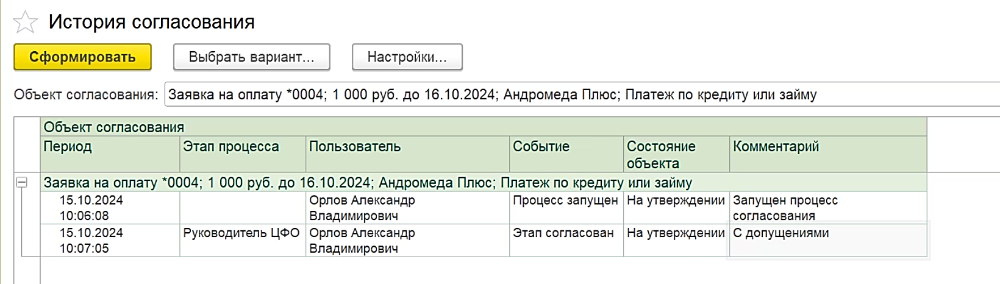 История согласования
Сформировать Выбрать вариант... Настройки...
Объект согласования: Заявка на оплату *0004; 1 000 руб. до 16.10.2024; Андромеда Плюс; Платеж по кредиту или займу
Объект согласования
Период Этап процесса Пользователь Событие Состояние Комментарий
объекта
Заявка на оплату *0004; 1 000 руб. до 16.10.2024; Андромеда Плюс; Платеж по кредиту или займу
15.10.2024 Орлов Александр Процесс запущен На утверждении Запущен процесс
10:06:08 Владимирович согласования
15.10.2024 Руководитель ЦФО Орлов Александр Этап согласован На утверждении С допущениями
10:07:05 Владимирович